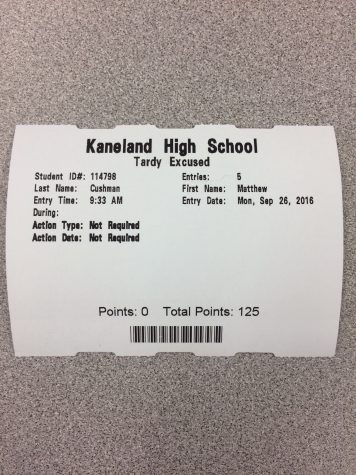 Kaneland High School
Tardy Excused
Student ID#: 114798 Entries: 5
Last Name: Cushman First Name: Matthew
Entry Time: 9:33 AM Entry Date: Mon, Sep 26, 2016
During:
Action Type: Not Required
Action Date: Not Required
Points: 0 Total Points: 125